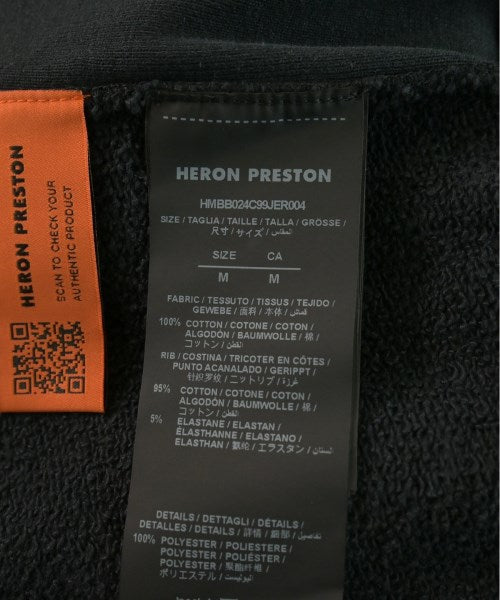 HERON PRESTON
SCAN TO CHECK YOUR
AUTHENTIC PRODUCT
HERON PRESTON
HMBB024C99JER004
SIZE / TAGLIA / TAILLE / TALLA / GRÖSSE /
尺寸 / サイズ / المقاس
SIZE CA
M M
FABRIC / TESSUTO / TISSUS / TEJIDO /
GEWEBE / 面料 / 本体 / قماش
100% COTTON / COTONE / COTON /
ALGODÓN / BAUMWOLLE / 棉 /
コットン / القطن
RIB / COSTINA / TRICOTER EN CÔTES /
PUNTO ACANALADO / GERIPPT /
针织罗纹 / ニットリブ / غرزة
95% COTTON / COTONE / COTON /
ALGODÓN / BAUMWOLLE / 棉 /
コットン / القطن
5% ELASTANE / ELASTAN /
ÉLASTHANNE / ELASTANO /
ELASTHAN / 氨纶 / エラスタン /
DETAILS / DETTAGLI / DÉTAILS /
DETALLES / DETAILS / 詳情 / 細部 / تفاصيل
100% POLYESTER / POLIESTERE /
POLYESTER / POLIÉSTER /
POLYESTER / 聚酯 /
ポリエステル / البوليستر